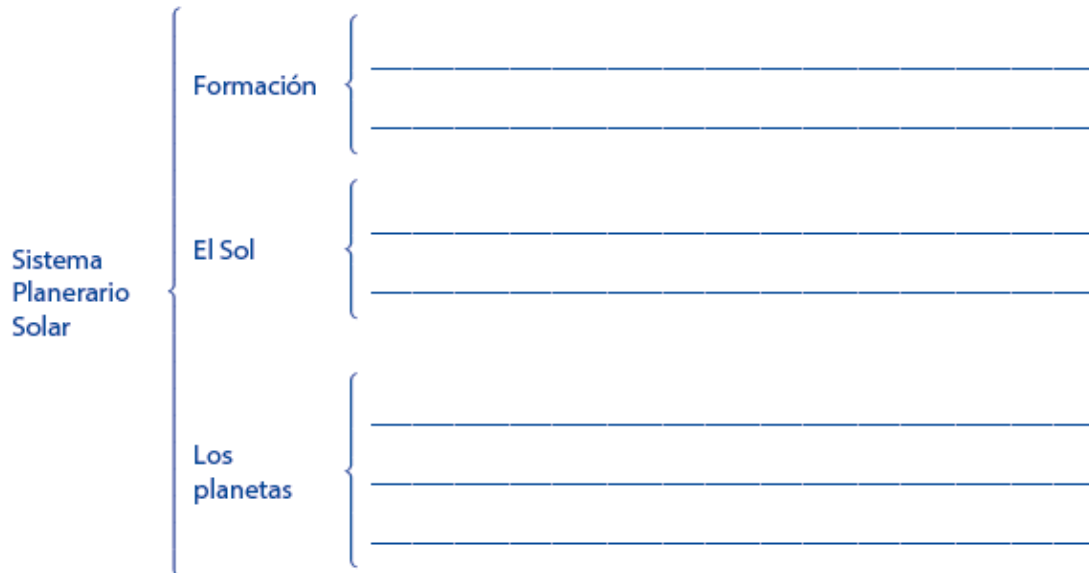 Formación
El Sol
Sistema
Planerario
Solar
Los
planetas